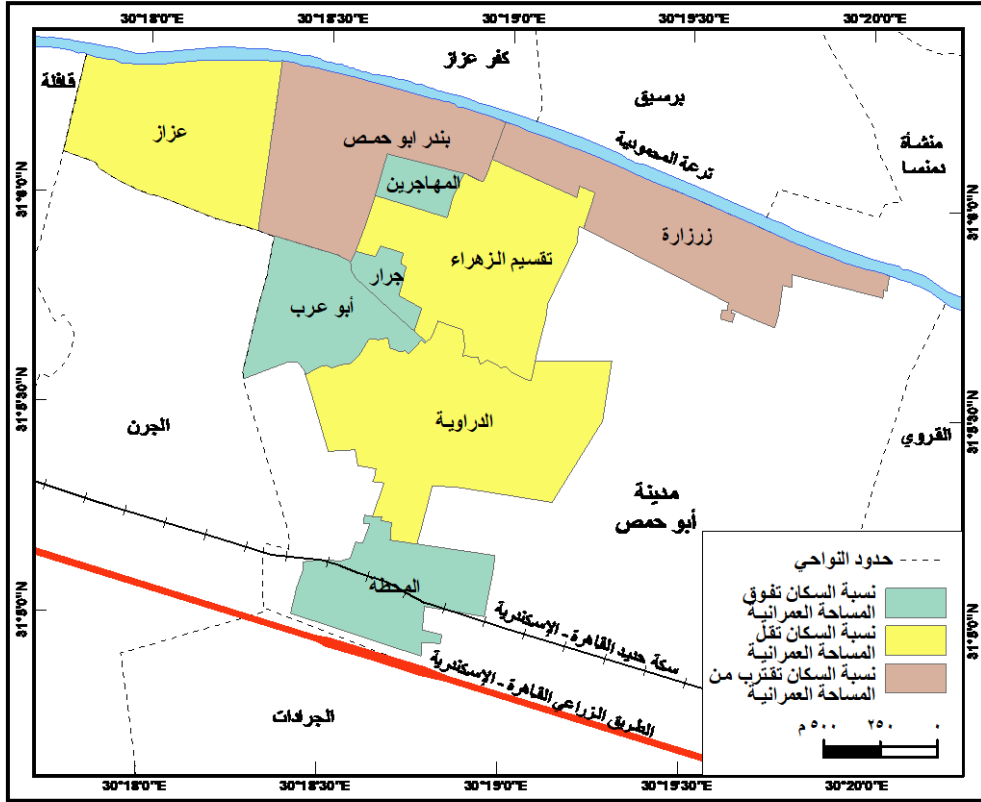 30°18'0"E 30°18'30"E 30°19'0"E 30°19'30"E 30°20'0"E
كفر عزاز
قافلة
برسيق
عزاز
بندر ابو حمص
ترعة المحمودية
منشأة
دمنسا
المهاجرين
31°6'0"N
31°6'0"N
زرزارة
تقسيم الزهراء
جرار
أبو عرب
31°5'30"N
31°5'30"N
الدراوية
الجرن
القروي
مدينة
أبو حمص
المحطة
31°5'0"N
31°5'0"N
سكة حديد القاهرة - الإسكندرية
الطريق الزراعي القاهرة - الإسكندرية
الجرادات
حدود النواحي
نسبة السكان تفوق
المساحة العمرانية
نسبة السكان تقل
المساحة العمرانية
نسبة السكان تقترب من
المساحة العمرانية
٠ ٢٥٠ ٥٠٠ م
30°18'0"E 30°18'30"E 30°19'0"E 30°19'30"E 30°20'0"E